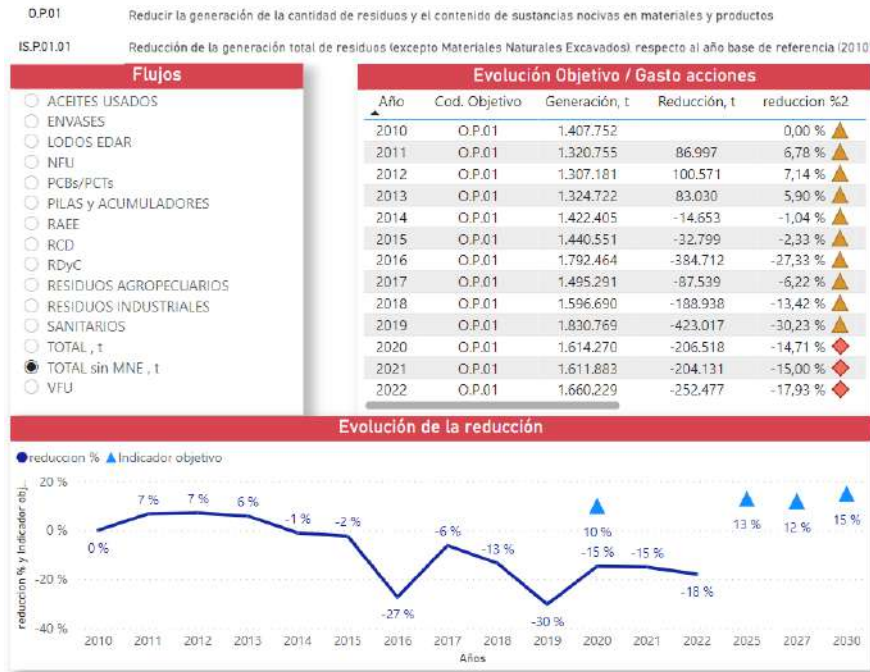 O.P.01 Reducir la generación de la cantidad de residuos y el contenido de sustancias nocivas en materiales y productos
IS.P.01.01 Reducción de la generación total de residuos (excepto Materiales Naturales Excavados) respecto al año base de referencia (2010)
Flujos
ACEITES USADOS
ENVASES
LODOS EDAR
NFU
PCBs/PCTs
PILAS y ACUMULADORES
RAEE
RCD
RDyC
RESIDUOS AGROPECUARIOS
RESIDUOS INDUSTRIALES
SANITARIOS
TOTAL , t
TOTAL sin MNE , t
VFU
Evolución Objetivo / Gasto acciones
Año Cod. Objetivo Generación, t Reducción, t reduccion %2
2010 O.P.01 1.407.752 0,00 %
2011 O.P.01 1.320.755 86.997 6,78 %
2012 O.P.01 1.307.181 100.571 7,14 %
2013 O.P.01 1.324.722 83.030 5,90 %
2014 O.P.01 1.422.405 -14.653 -1,04 %
2015 O.P.01 1.440.551 -32.799 -2,33 %
2016 O.P.01 1.792.464 -384.712 -27,33 %
2017 O.P.01 1.495.291 -87.539 -6,22 %
2018 O.P.01 1.596.690 -188.938 -13,42 %
2019 O.P.01 1.830.769 -423.017 -30,23 %
2020 O.P.01 1.614.270 -206.518 -14,71 %
2021 O.P.01 1.611.883 -204.131 -15,00 %
2022 O.P.01 1.660.229 -252.477 -17,93 %
Evolución de la reducción
reduccion % Indicador objetivo
reduccion % y Indicador obj...
20 %
0 %
-20 %
-40 %
0 %
7 %
7 %
6 %
-1 %
-2 %
-27 %
-6 %
-13 %
-30 %
10 %
-15 %
-15 %
-18 %
13 %
12 %
15 %
2010 2011 2012 2013 2014 2015 2016 2017 2018 2019 2020 2021 2022 2025 2027 2030
Años